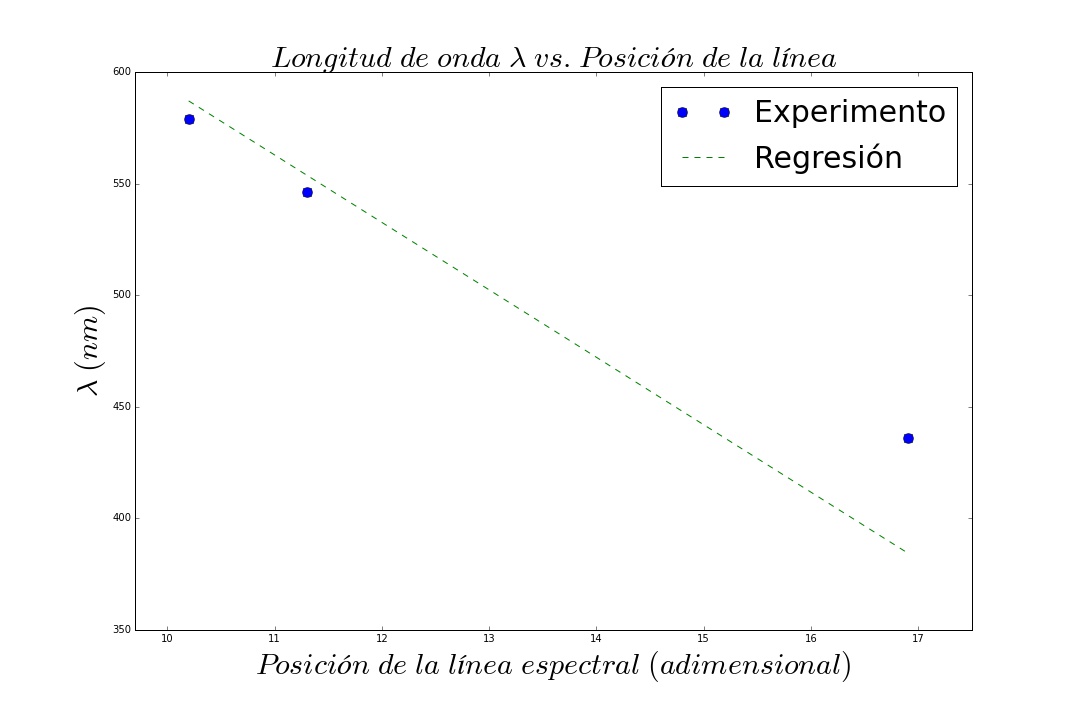 Longitud de onda λ vs. Posición de la línea
600
550
500
450
400
350
λ (nm)
Experimento
Regresión
10 11 12 13 14 15 16 17
Posición de la línea espectral (adimensional)